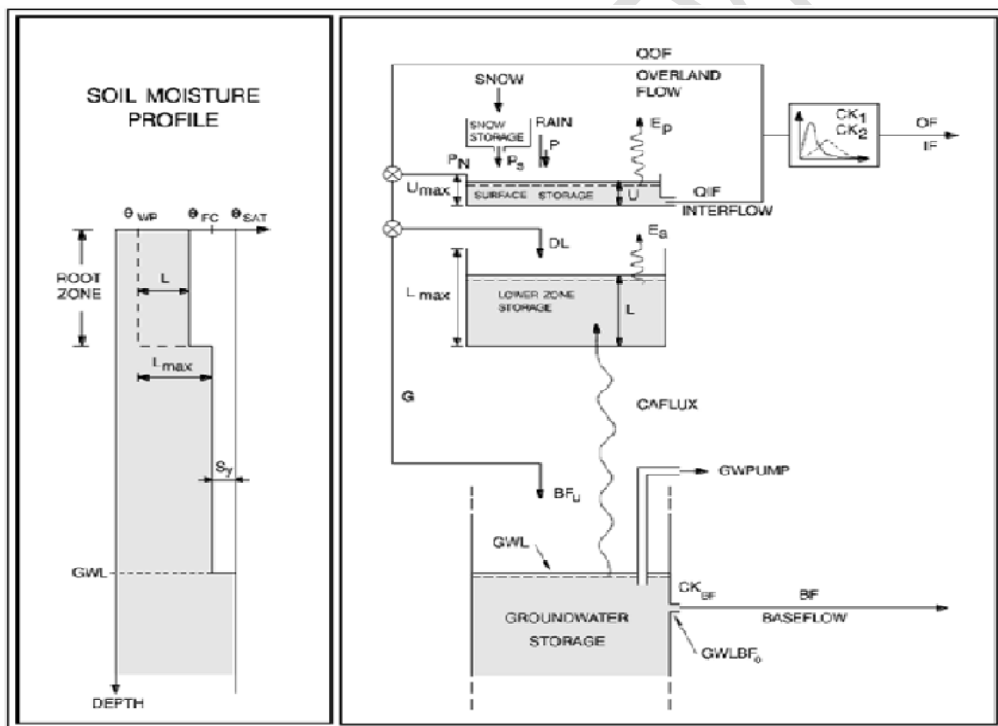 SOIL MOISTURE
PROFILE
θ WP θ FC θ SAT
ROOT
ZONE
L
L max
S y
GWL
DEPTH
QOF
OVERLAND
FLOW
SNOW
SNOW
STORAGE
RAIN
P
P s
E p
P N
U max
SURFACE STORAGE
U
QIF
INTERFLOW
CK 1
CK 2
OF
IF
DL
E a
L max
LOWER ZONE
STORAGE
L
G
CAFLUX
GWPUMP
BF U
GWL
GROUNDWATER
STORAGE
CK BF
BF
BASEFLOW
GWLBF o